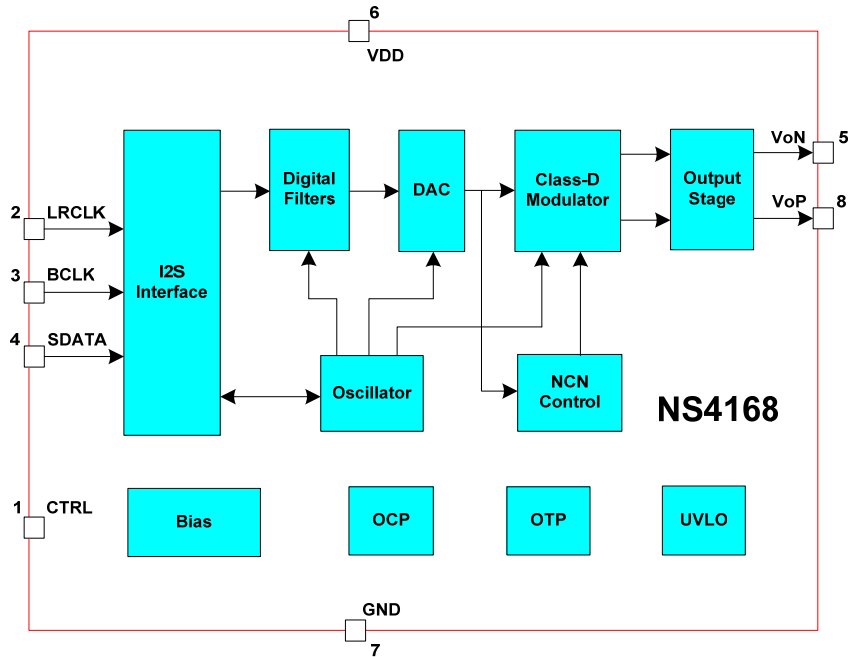 6
VDD
VoN
5
Digital
Filters
DAC
Class-D
Modulator
Output
Stage
VoP
8
2
LRCLK
3
BCLK
I2S
Interface
4
SDATA
Oscillator
NCN
Control
NS4168
1
CTRL
Bias
OCP
OTP
UVLO
GND
7